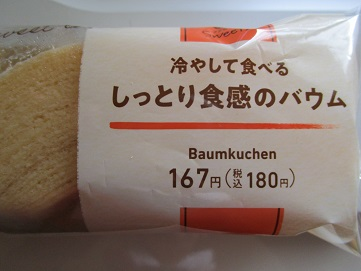 Sweet
冷やして食べる
しっとり食感のバウム
Baumkuchen
167円(税込180円)